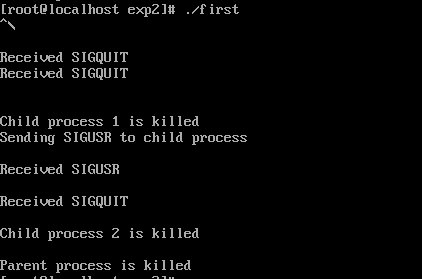 [root@localhost exp2]# ./first
^\
Received SIGQUIT
Received SIGQUIT
Child process 1 is killed
Sending SIGUSR to child process
Received SIGUSR
Received SIGQUIT
Child process 2 is killed
Parent process is killed